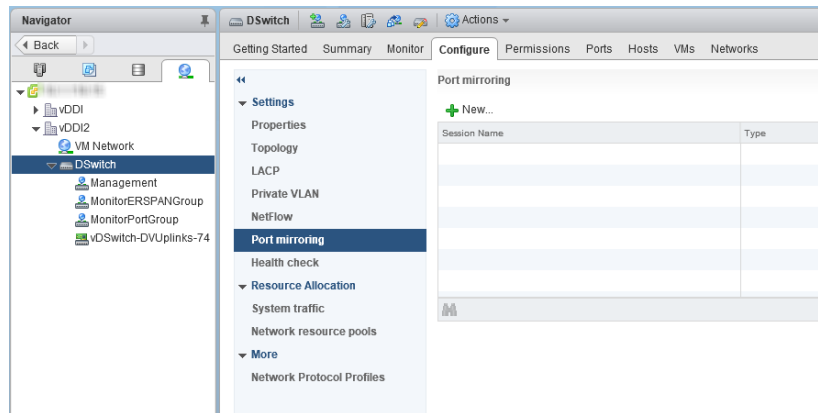 Navigator
DSwitch
Actions
Back
Getting Started Summary Monitor Configure Permissions Ports Hosts VMs Networks
vDDI
vDDI2
VM Network
DSwitch
Management
MonitorERSPANGroup
MonitorPortGroup
vDSwitch-DVUplinks-74
Settings
Properties
Topology
LACP
Private VLAN
NetFlow
Port mirroring
Health check
Resource Allocation
System traffic
Network resource pools
More
Network Protocol Profiles
Port mirroring
New...
Session Name Type